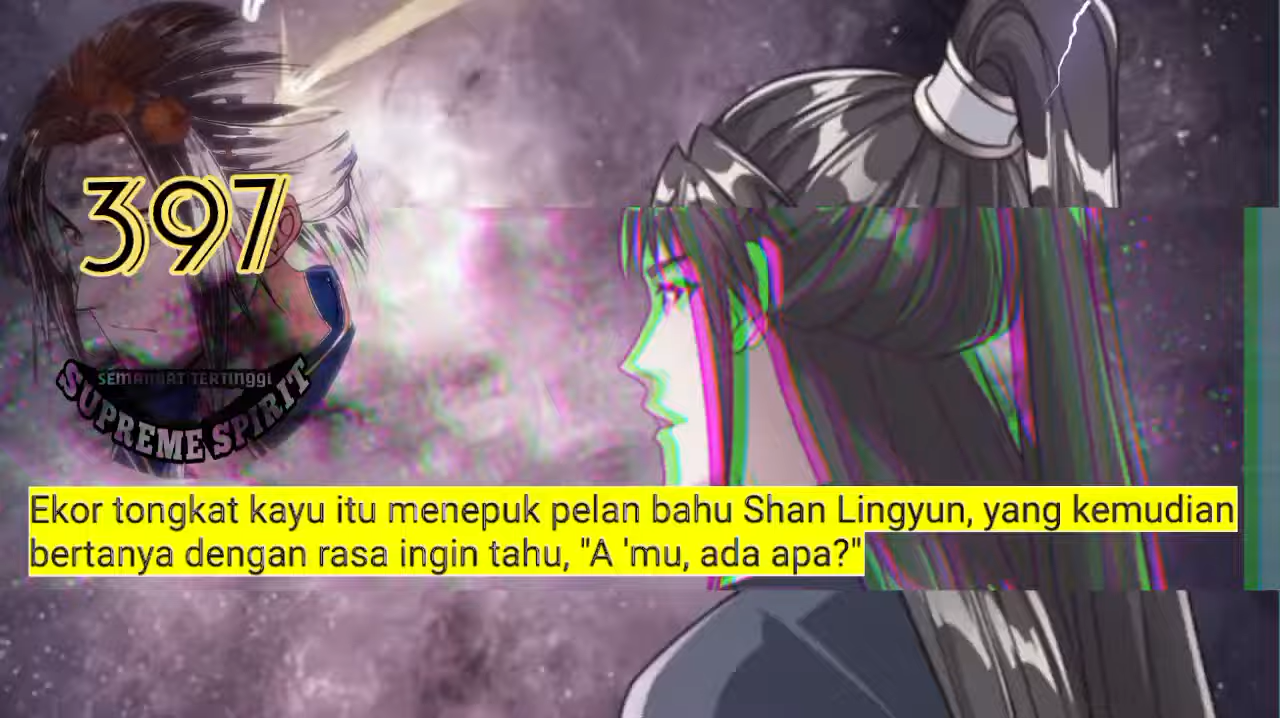 397
SEMANGAT TERTINGGI
SUPREME SPIRIT
Ekor tongkat kayu itu menepuk pelan bahu Shan Lingyun, yang kemudian
bertanya dengan rasa ingin tahu, "A 'mu, ada apa?"